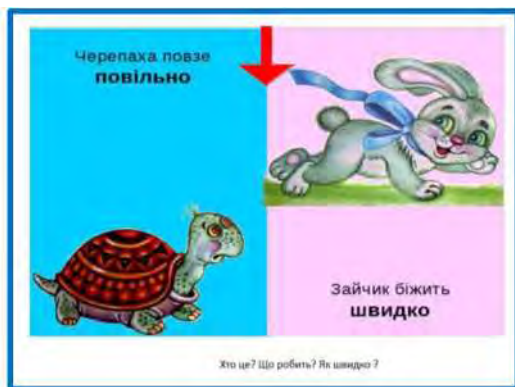 Черепаха повзе
повільно
Зайчик біжить
швидко
Хто це? Що робить? Як швидко ?